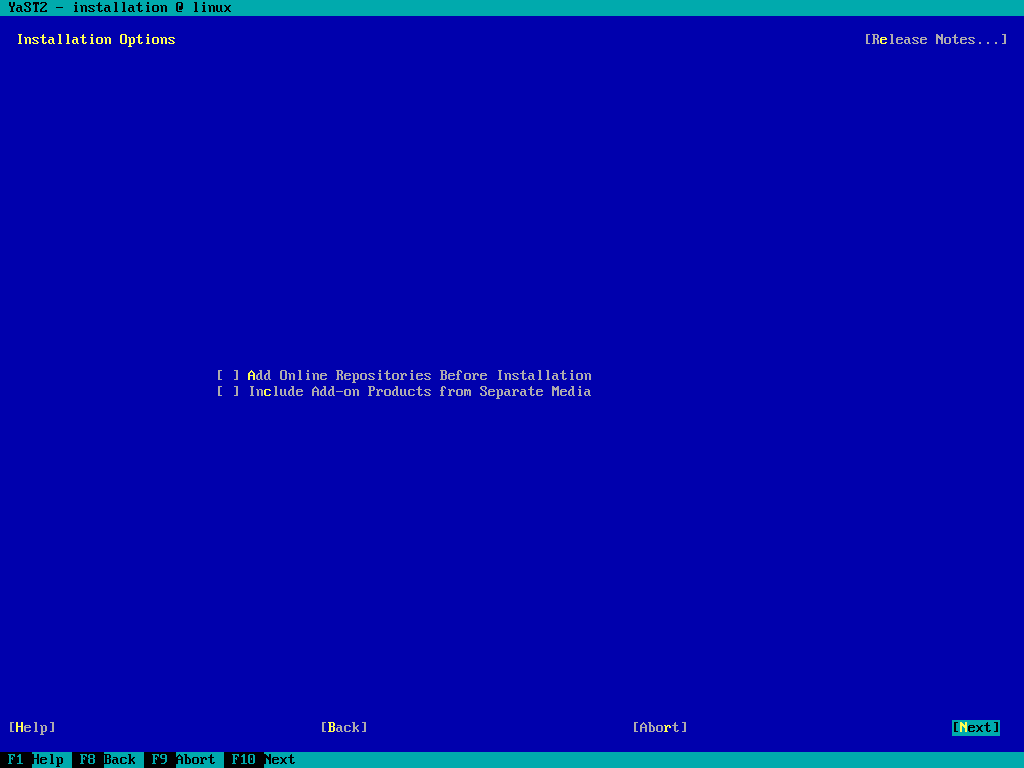 YaST2 - installation @ linux
Installation Options [Release Notes...]
[ ] Add Online Repositories Before Installation
[ ] Include Add-on Products from Separate Media
[Help] [Back] [Abort] [Next]
F1 Help F8 Back F9 Abort F10 Next